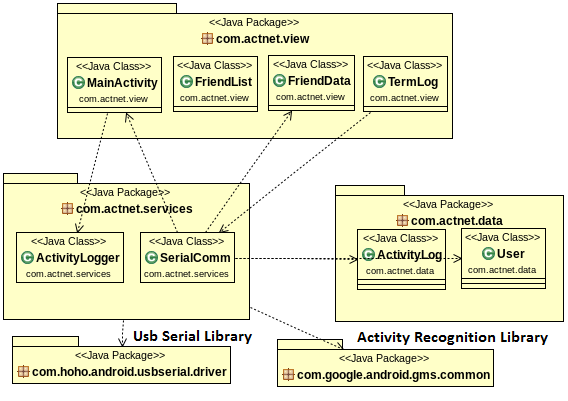 <<Java Package>>
com.actnet.view
<<Java Class>>
MainActivity
com.actnet.view
<<Java Class>>
FriendList
com.actnet.view
<<Java Class>>
FriendData
com.actnet.view
<<Java Class>>
TermLog
com.actnet.view
<<Java Package>>
com.actnet.services
<<Java Class>>
ActivityLogger
com.actnet.services
<<Java Class>>
SerialComm
com.actnet.services
<<Java Package>>
com.actnet.data
<<Java Class>>
ActivityLog
com.actnet.data
<<Java Class>>
User
com.actnet.data
Usb Serial Library
<<Java Package>>
com.hoho.android.usbserial.driver
Activity Recognition Library
<<Java Package>>
com.google.android.gms.common